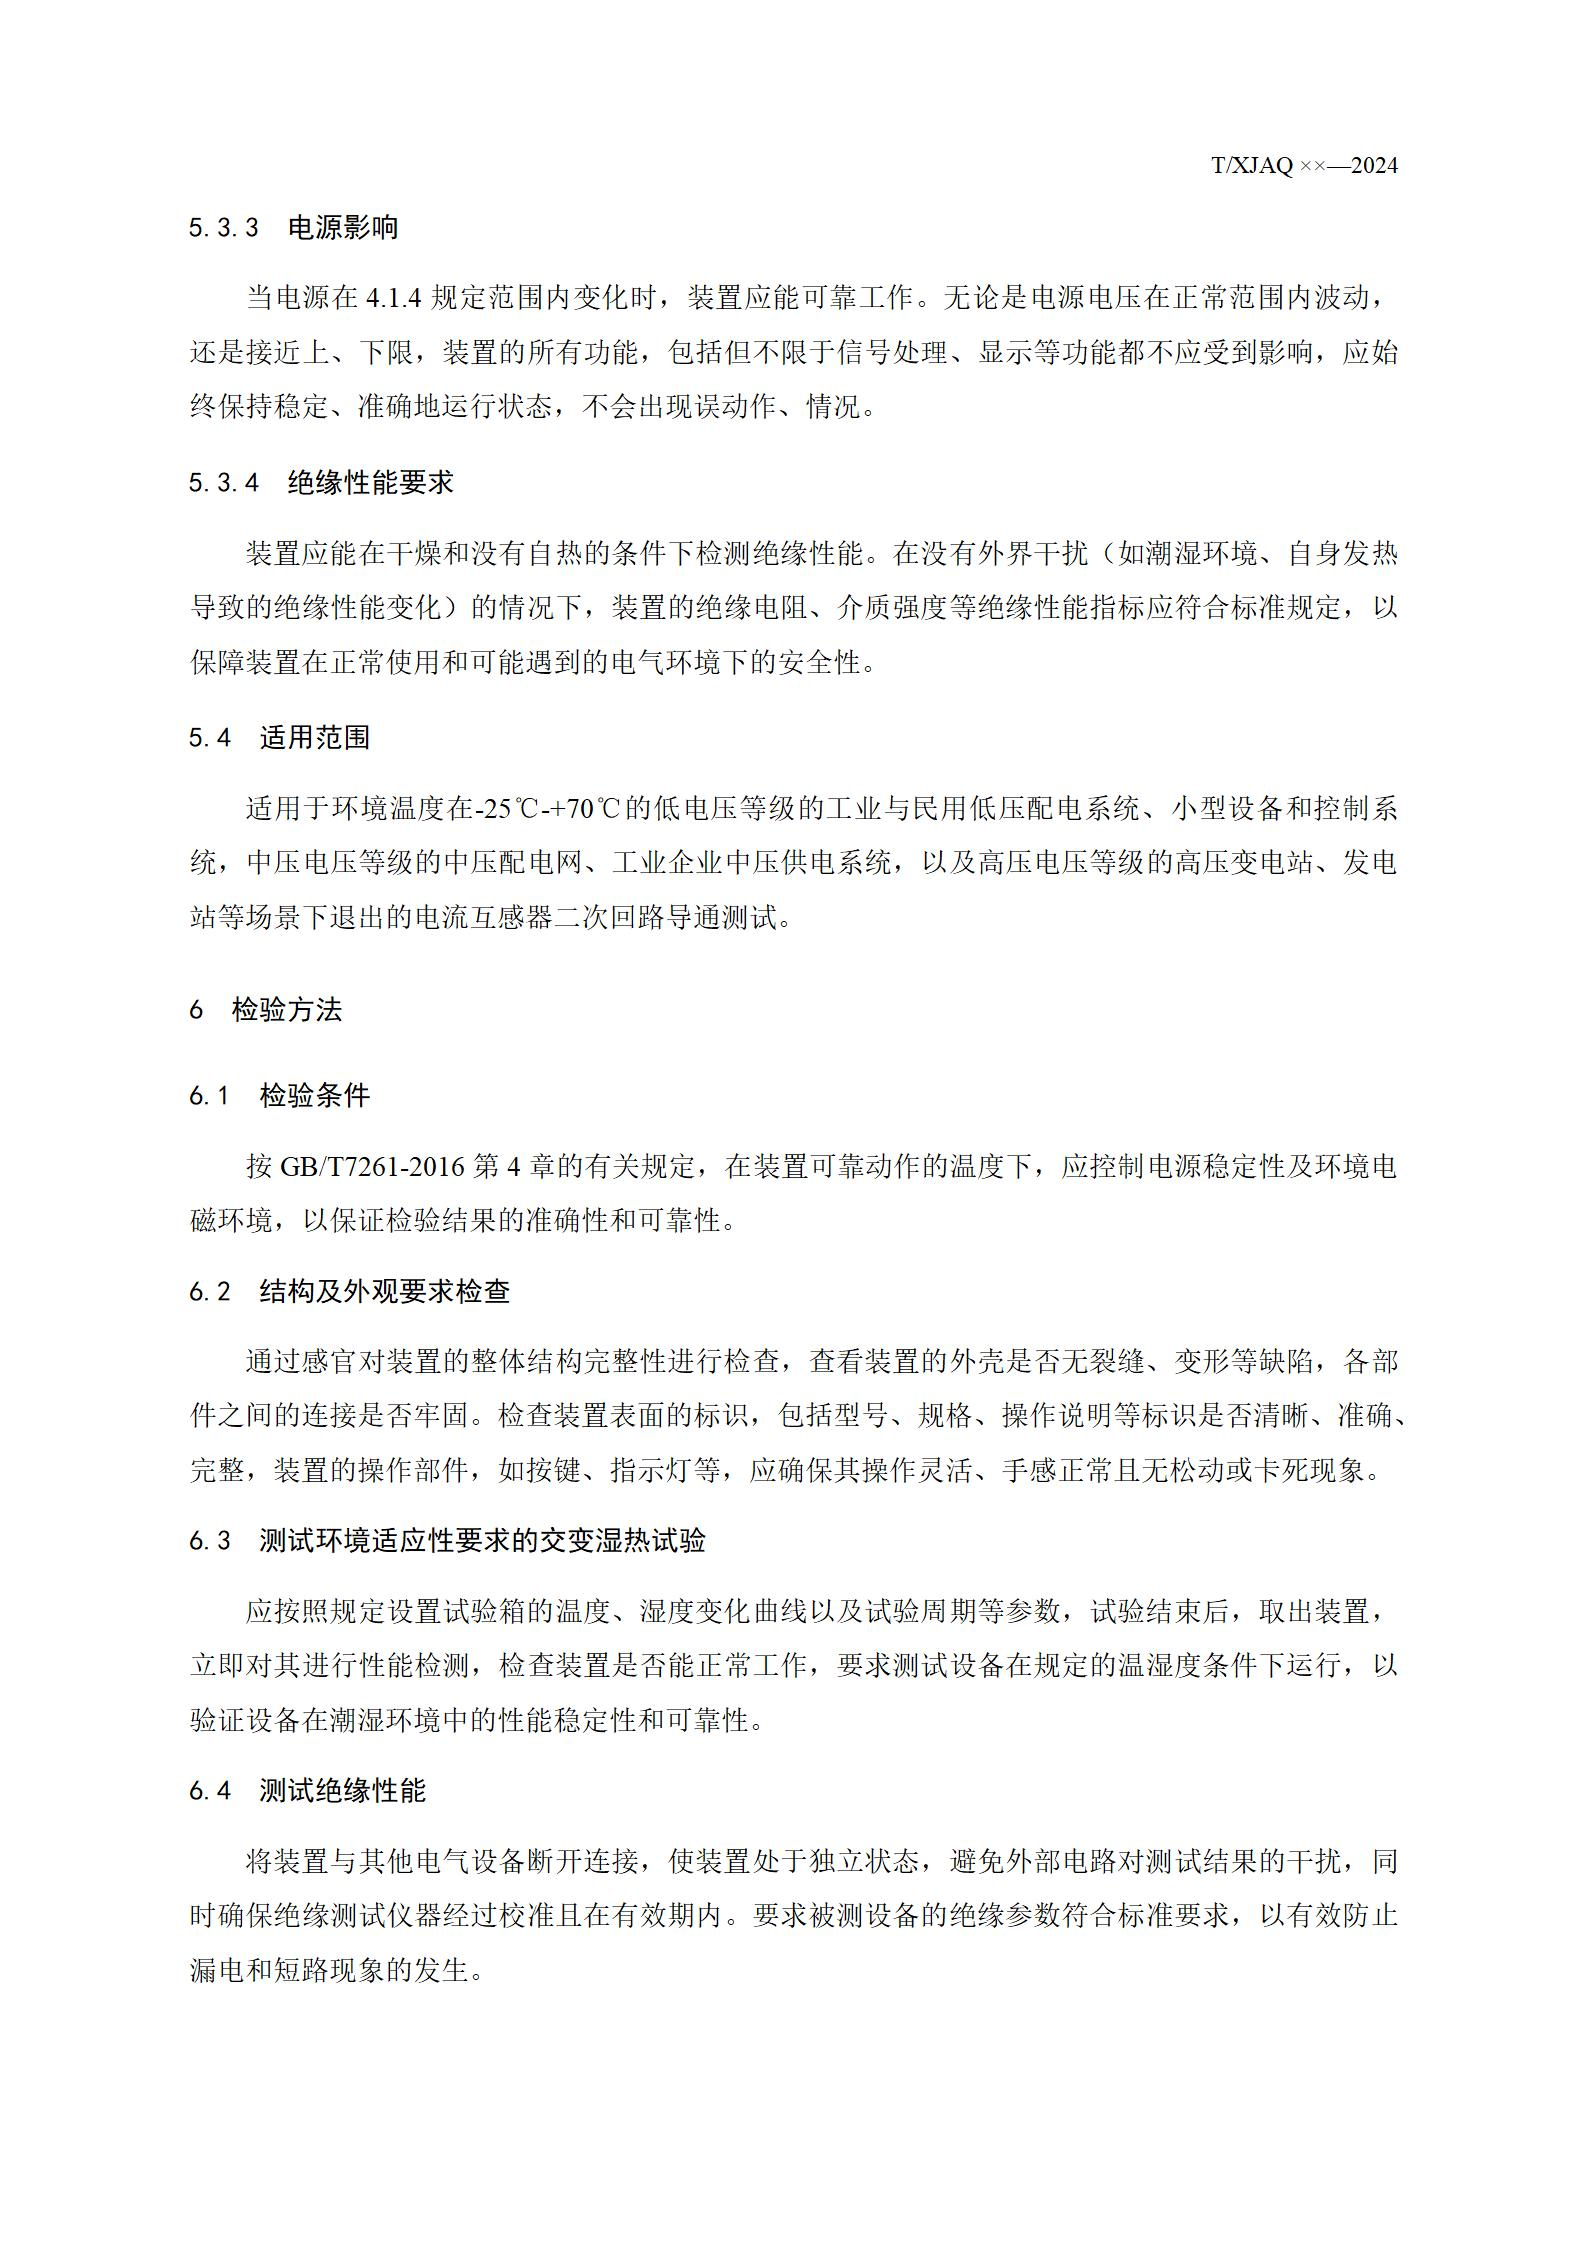 T/XJAQ ××—2024
5.3.3 电源影响
当电源在 4.1.4 规定范围内变化时，装置应能可靠工作。无论是电源电压在正常范围内波动，
还是接近上、下限，装置的所有功能，包括但不限于信号处理、显示等功能都不应受到影响，应始
终保持稳定、准确地运行状态，不会出现误动作、情况。
5.3.4 绝缘性能要求
装置应能在干燥和没有自热的条件下检测绝缘性能。在没有外界干扰（如潮湿环境、自身发热
导致的绝缘性能变化）的情况下，装置的绝缘电阻、介质强度等绝缘性能指标应符合标准规定，以
保障装置在正常使用和可能遇到的电气环境下的安全性。
5.4 适用范围
适用于环境温度在-25℃-+70℃的低电压等级的工业与民用低压配电系统、小型设备和控制系
统，中压电压等级的中压配电网、工业企业中压供电系统，以及高压电压等级的高压变电站、发电
站等场景下退出的电流互感器二次回路导通测试。
6 检验方法
6.1 检验条件
按 GB/T7261-2016 第 4 章的有关规定，在装置可靠动作的温度下，应控制电源稳定性及环境电
磁环境，以保证检验结果的准确性和可靠性。
6.2 结构及外观要求检查
通过感官对装置的整体结构完整性进行检查，查看装置的外壳是否无裂缝、变形等缺陷，各部
件之间的连接是否牢固。检查装置表面的标识，包括型号、规格、操作说明等标识是否清晰、准确、
完整，装置的操作部件，如按键、指示灯等，应确保其操作灵活、手感正常且无松动或卡死现象。
6.3 测试环境适应性要求的交变湿热试验
应按照规定设置试验箱的温度、湿度变化曲线以及试验周期等参数，试验结束后，取出装置，
立即对其进行性能检测，检查装置是否能正常工作，要求测试设备在规定的温湿度条件下运行，以
验证设备在潮湿环境中的性能稳定性和可靠性。
6.4 测试绝缘性能
将装置与其他电气设备断开连接，使装置处于独立状态，避免外部电路对测试结果的干扰，同
时确保绝缘测试仪器经过校准且在有效期内。要求被测设备的绝缘参数符合标准要求，以有效防止
漏电和短路现象的发生。